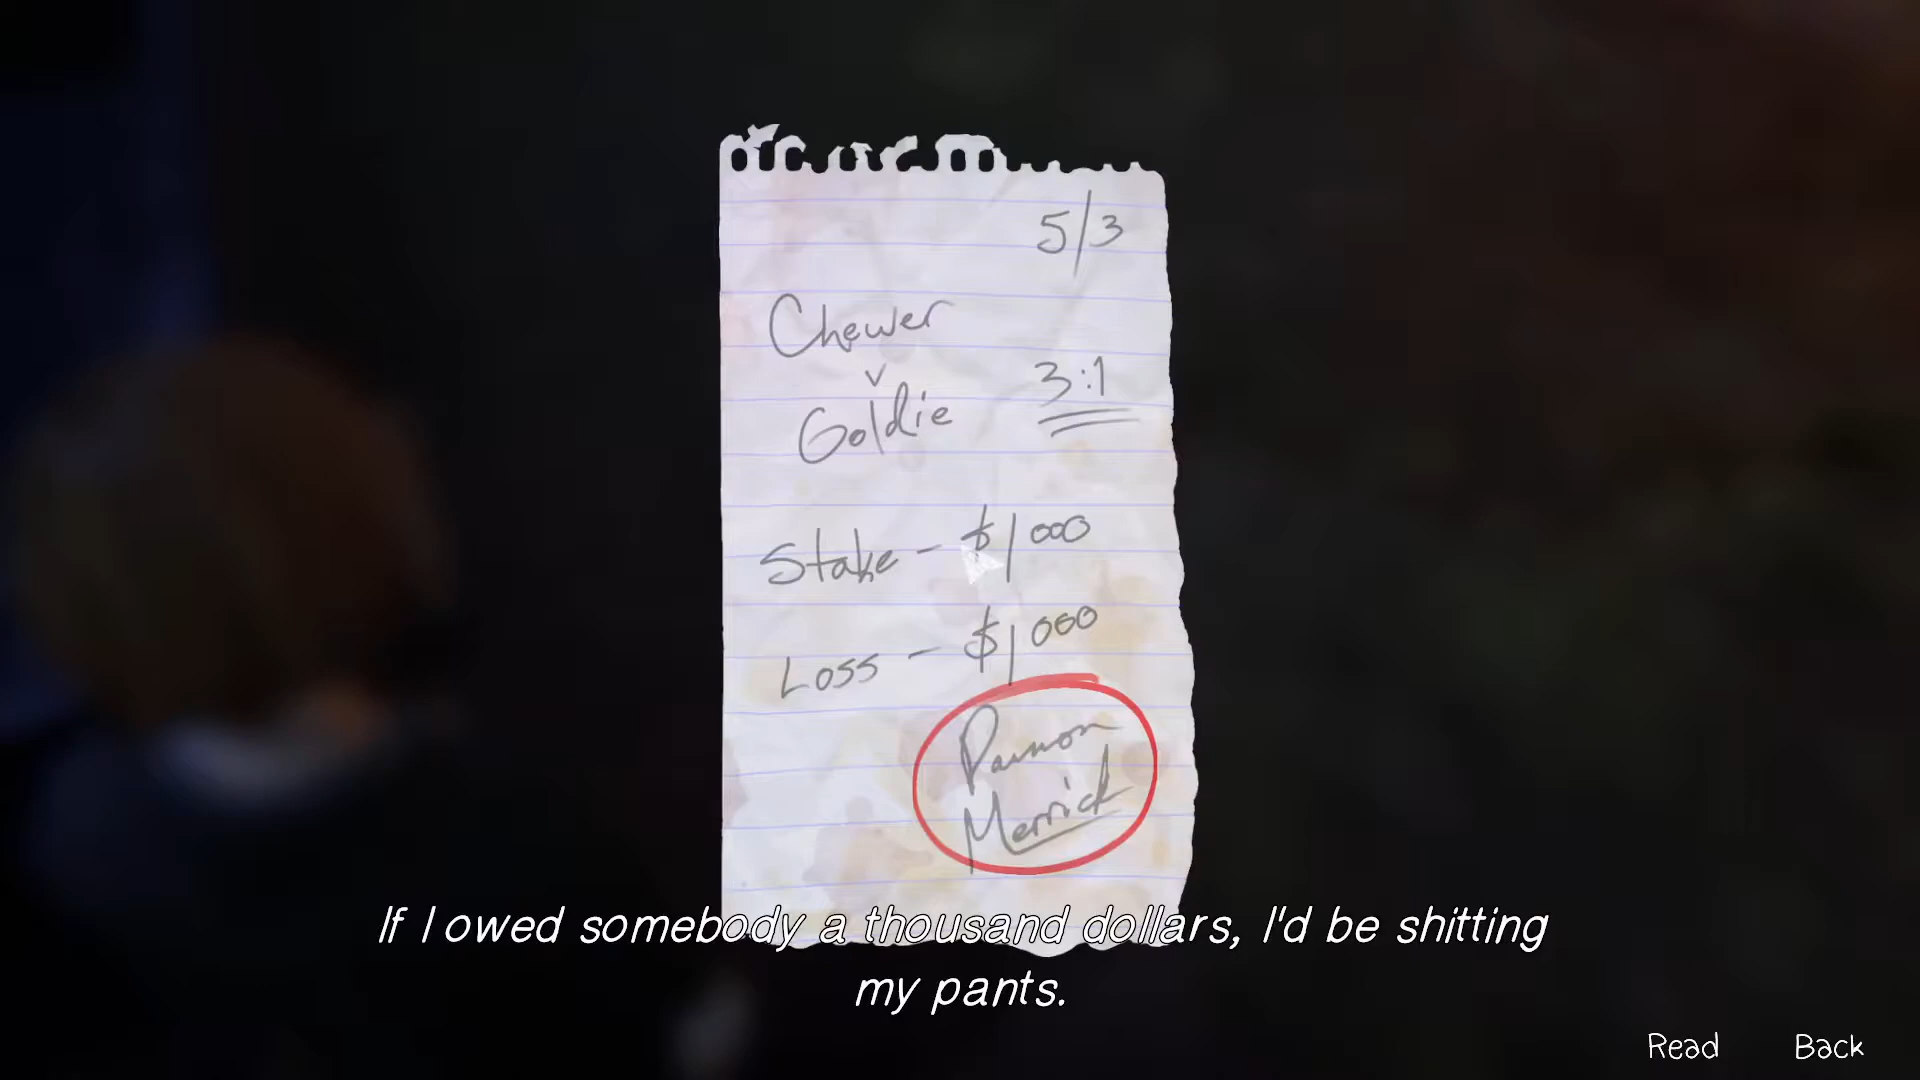 5/3
Chewer
v
Goldie 3:1
Stake - $1000
Loss - $1000
Damon
Merrick
If I owed somebody a thousand dollars, I'd be shitting
my pants.
Read Back